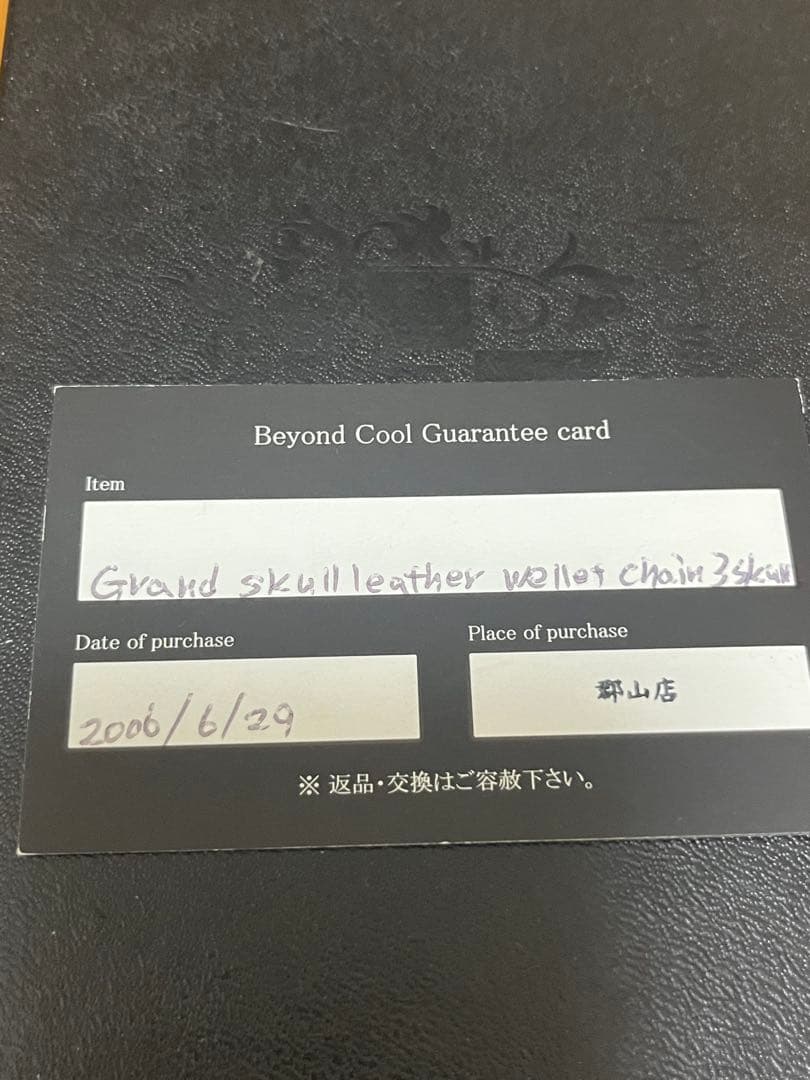 Beyond Cool Guarantee card
Item
Grand skull leather wellet chain 3skull
Date of purchase
Place of purchase
2006/6/29
郡山店
※ 返品・交換はご容赦下さい。